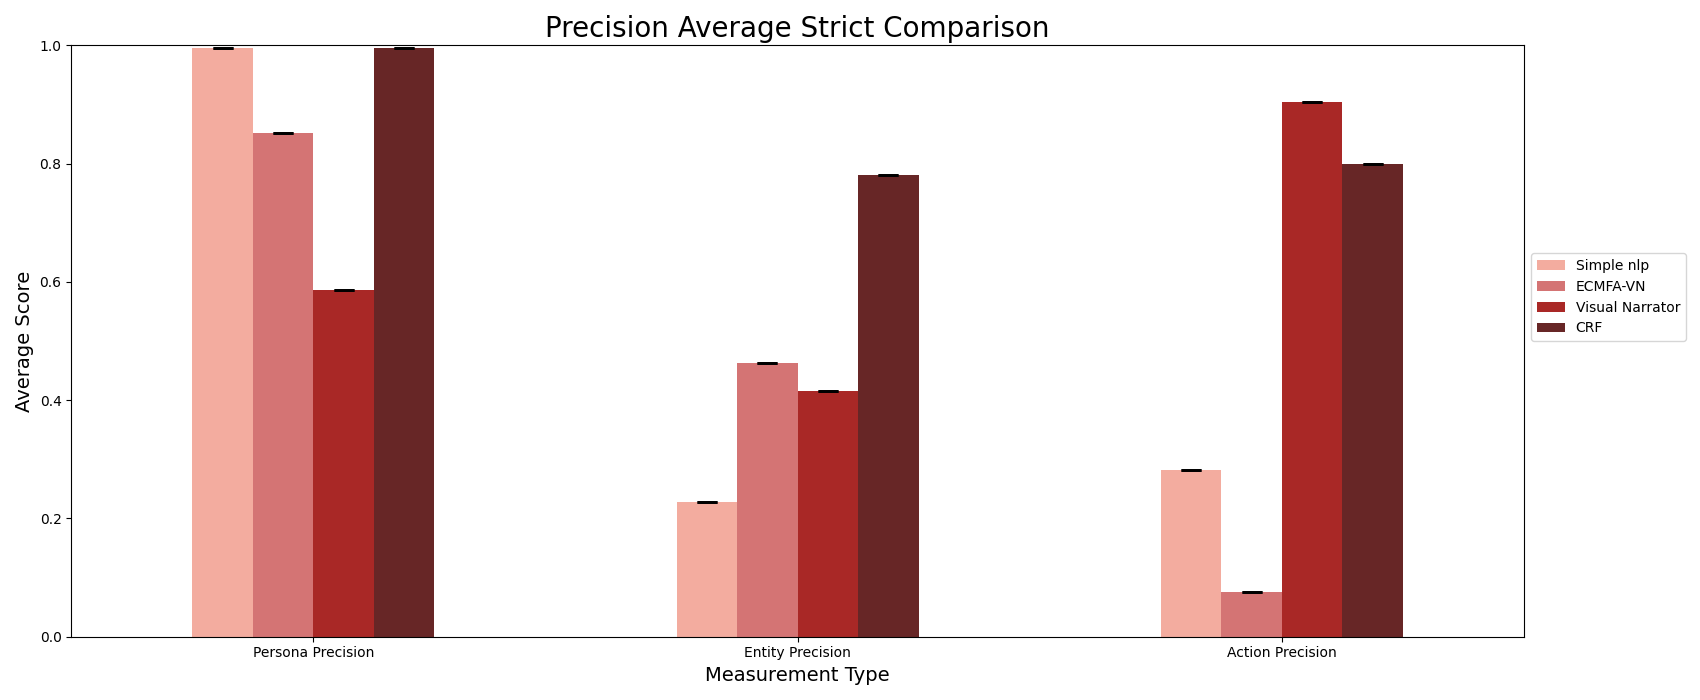 Precision Average Strict Comparison
1.0
0.8
0.6
0.4
0.2
0.0
Average Score
Persona Precision
Entity Precision
Action Precision
Measurement Type
Simple nlp
ECMFA-VN
Visual Narrator
CRF